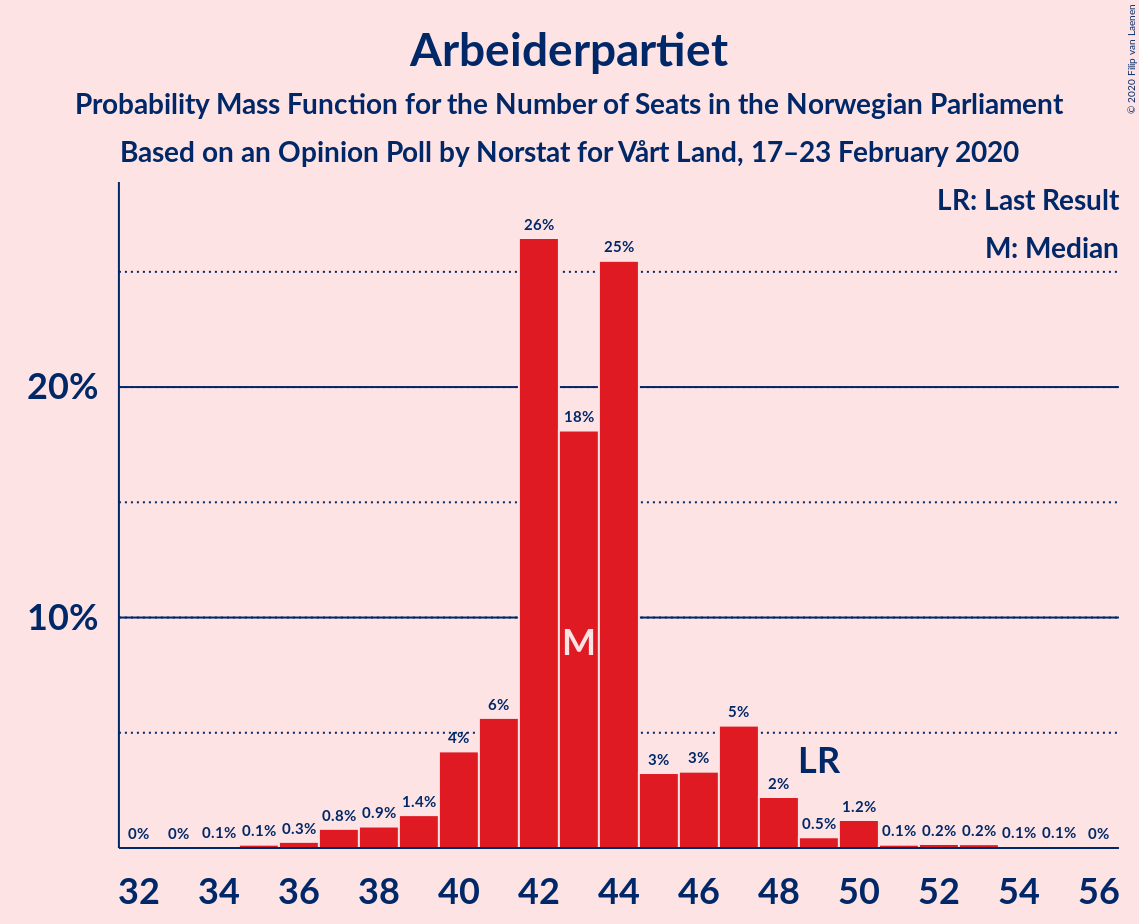 Arbeiderpartiet
Probability Mass Function for the Number of Seats in the Norwegian Parliament
Based on an Opinion Poll by Norstat for Vårt Land, 17–23 February 2020
© 2020 Filip van Laenen
LR: Last Result
M: Median
20%
10%
0% 0% 0.1% 0.1% 0.3% 0.8% 0.9% 1.4% 4% 6% 26% 18% 25% 3% 3% 5% 2% 0.5% 1.2% 0.1% 0.2% 0.2% 0.1% 0.1% 0%
M
LR
32 34 36 38 40 42 44 46 48 50 52 54 56